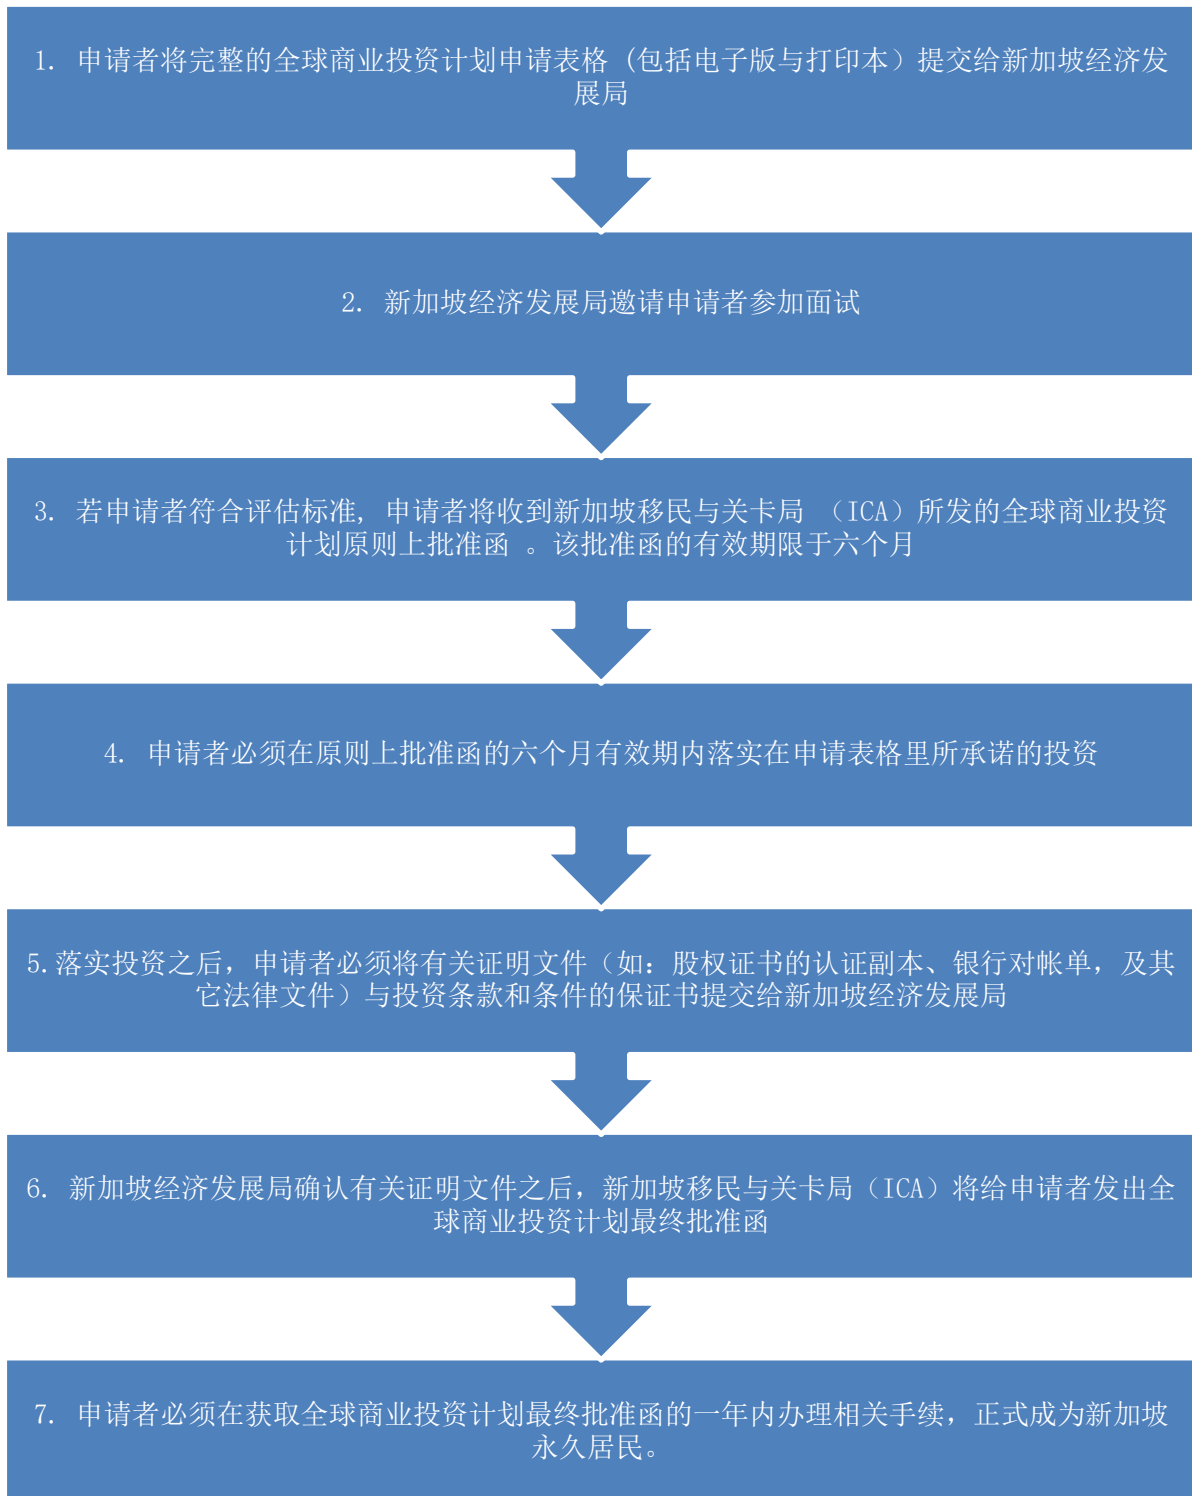 1. 申请者将完整的全球商业投资计划申请表格 (包括电子版与打印本) 提交给新加坡经济发
展局
2. 新加坡经济发展局邀请申请者参加面试
3. 若申请者符合评估标准, 申请者将收到新加坡移民与关卡局 （ICA）所发的全球商业投资
计划原则上批准函 。该批准函的有效期限于六个月
4. 申请者必须在原则上批准函的六个月有效期内落实在申请表格里所承诺的投资
5.落实投资之后，申请者必须将有关证明文件（如：股权证书的认证副本、银行对帐单，及其
它法律文件）与投资条款和条件的保证书提交给新加坡经济发展局
6. 新加坡经济发展局确认有关证明文件之后，新加坡移民与关卡局（ICA）将给申请者发出全
球商业投资计划最终批准函
7. 申请者必须在获取全球商业投资计划最终批准函的一年内办理相关手续，正式成为新加坡
永久居民。